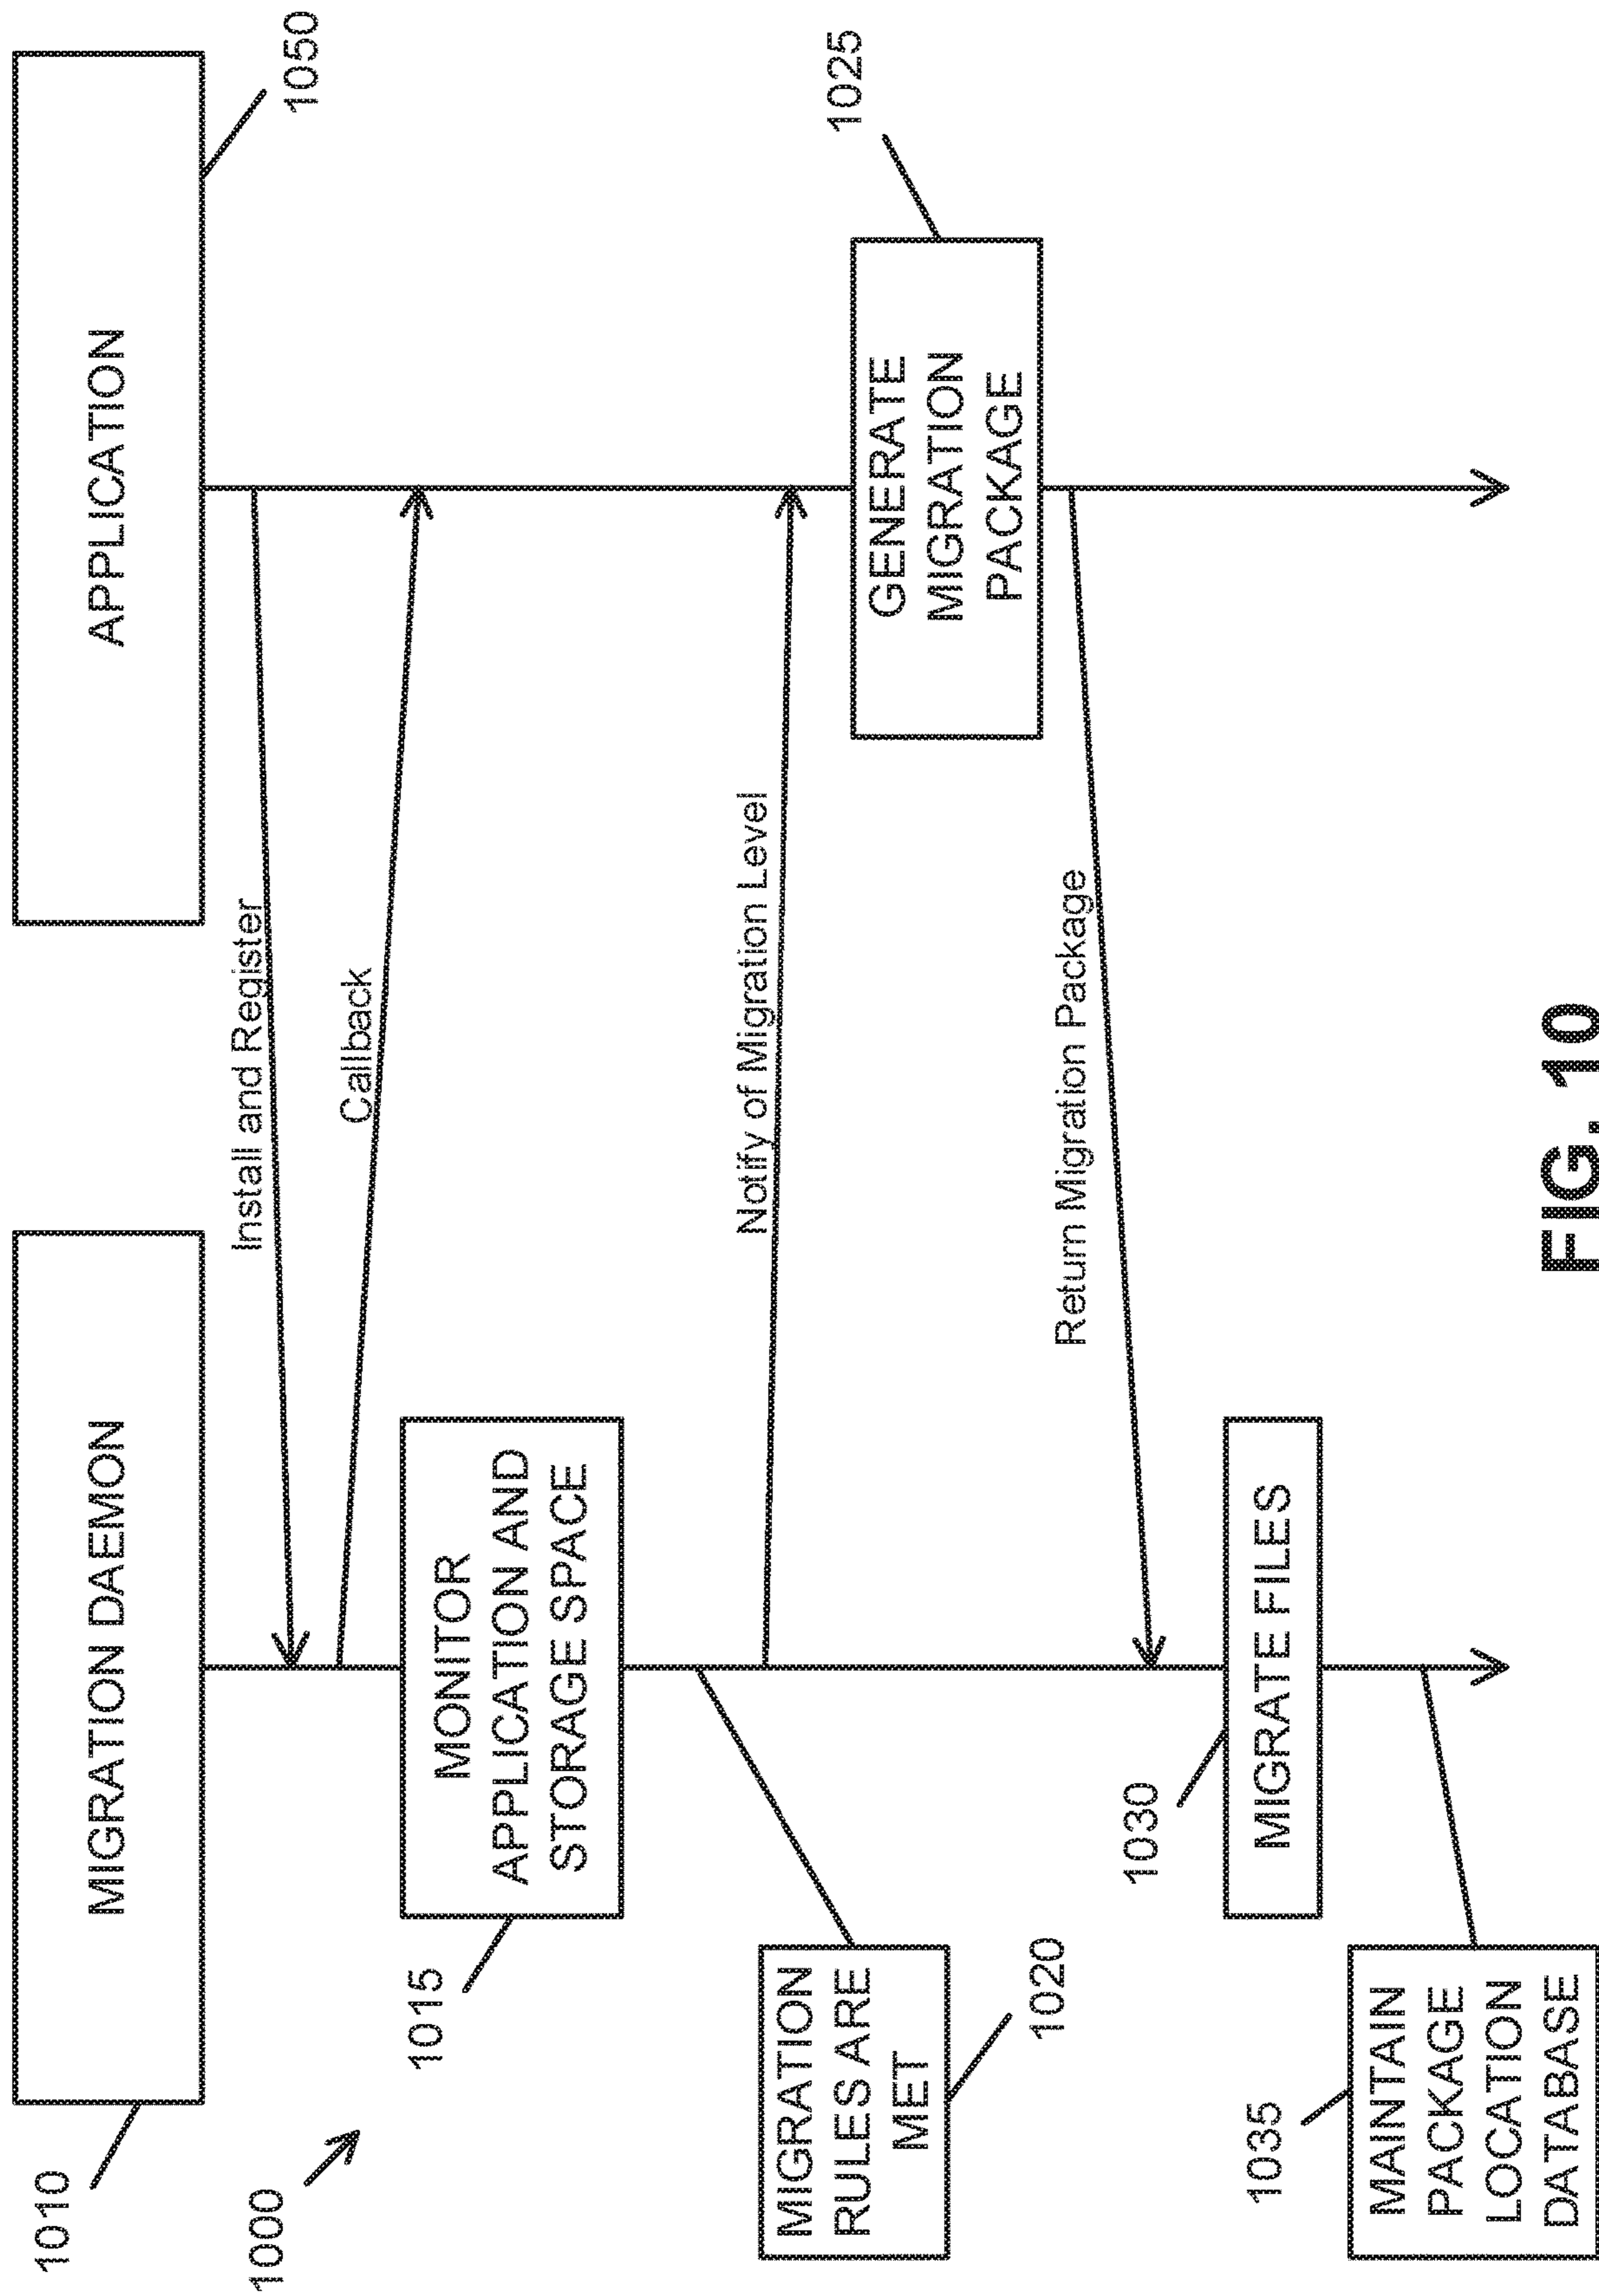 1010
MIGRATION DAEMON
APPLICATION
1050
1000
Install and Register
Callback
1015
MONITOR
APPLICATION AND
STORAGE SPACE
MIGRATION
RULES ARE
MET
1020
Notify of Migration Level
GENERATE
MIGRATION
PACKAGE
1025
Return Migration Package
1030
MIGRATE FILES
1035
MAINTAIN
PACKAGE
LOCATION
DATABASE
FIG. 10